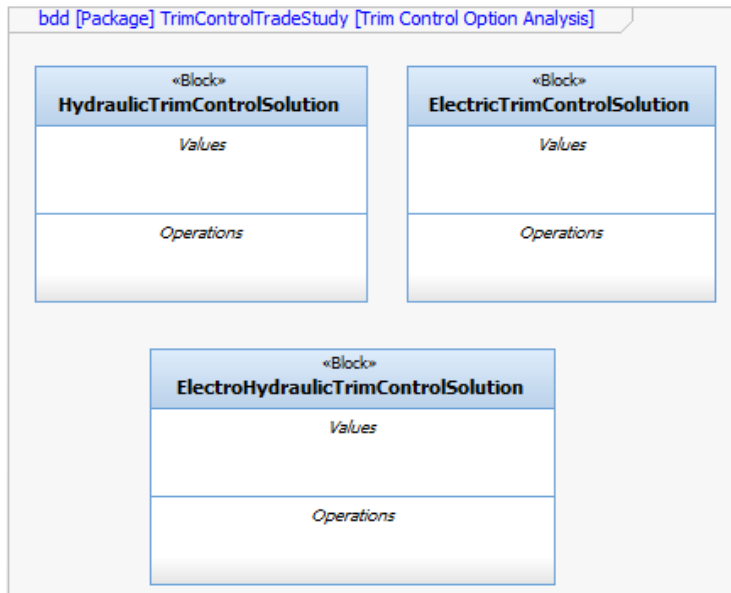 bdd [Package] TrimControlTradeStudy [Trim Control Option Analysis]
«Block»
HydraulicTrimControlSolution
Values
Operations
«Block»
ElectricTrimControlSolution
Values
Operations
«Block»
ElectroHydraulicTrimControlSolution
Values
Operations